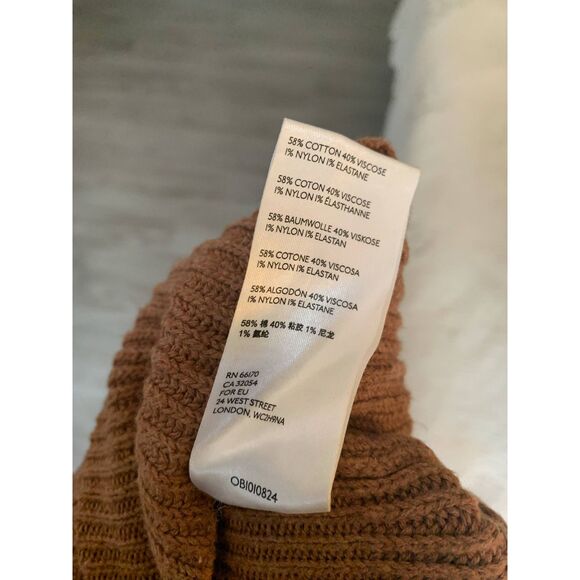 58% COTTON 40% VISCOSE
1% NYLON 1% ELASTANE
58% COTON 40% VISCOSE
1% NYLON 1% ÉLASTHANNE
58% BAUMWOLLE 40% VISKOSE
1% NYLON 1% ELASTAN
58% COTONE 40% VISCOSA
1% NYLON 1% ELASTAN
58% ALGODÓN 40% VISCOSA
1% NYLON 1% ELASTANE
58% 棉 40% 粘胶 1% 尼龙
1% 氨纶
RN 66170
CA 32054
FOR EU
24 WEST STREET
LONDON, WC2H9NA
OB1010824